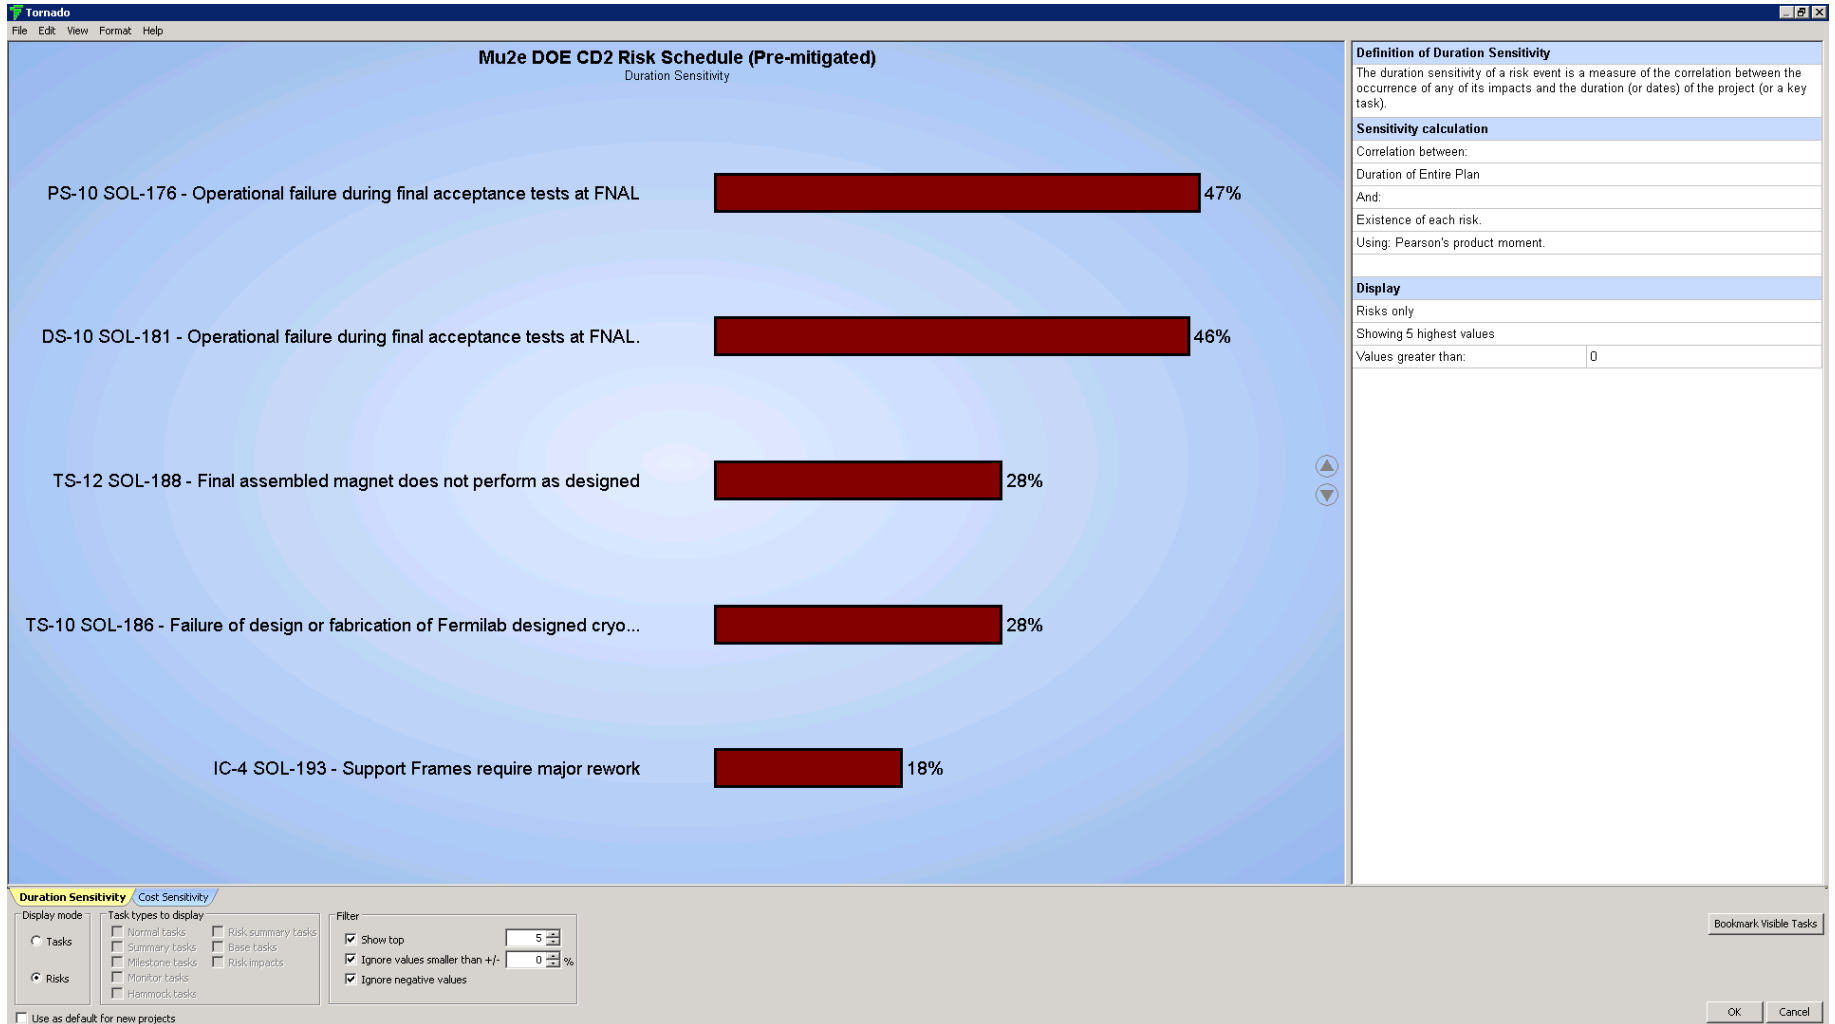 Tornado
File Edit View Format Help
Mu2e DOE CD2 Risk Schedule (Pre-mitigated)
Duration Sensitivity
PS-10 SOL-176 - Operational failure during final acceptance tests at FNAL
47%
DS-10 SOL-181 - Operational failure during final acceptance tests at FNAL.
46%
TS-12 SOL-188 - Final assembled magnet does not perform as designed
28%
TS-10 SOL-186 - Failure of design or fabrication of Fermilab designed cryo...
28%
IC-4 SOL-193 - Support Frames require major rework
18%
Definition of Duration Sensitivity
The duration sensitivity of a risk event is a measure of the correlation between the
occurrence of any of its impacts and the duration (or dates) of the project (or a key
task).
Sensitivity calculation
Correlation between:
Duration of Entire Plan
And:
Existence of each risk.
Using: Pearson's product moment.
Display
Risks only
Showing 5 highest values
Values greater than: 0
Duration Sensitivity Cost Sensitivity
Display mode
Tasks
Risks
Task types to display
Normal tasks
Summary tasks
Milestone tasks
Monitor tasks
Hammock tasks
Risk summary tasks
Base tasks
Risk impacts
Filter
Show top 5
Ignore values smaller than +/- 0 %
Ignore negative values
Bookmark Visible Tasks
Use as default for new projects
OK Cancel